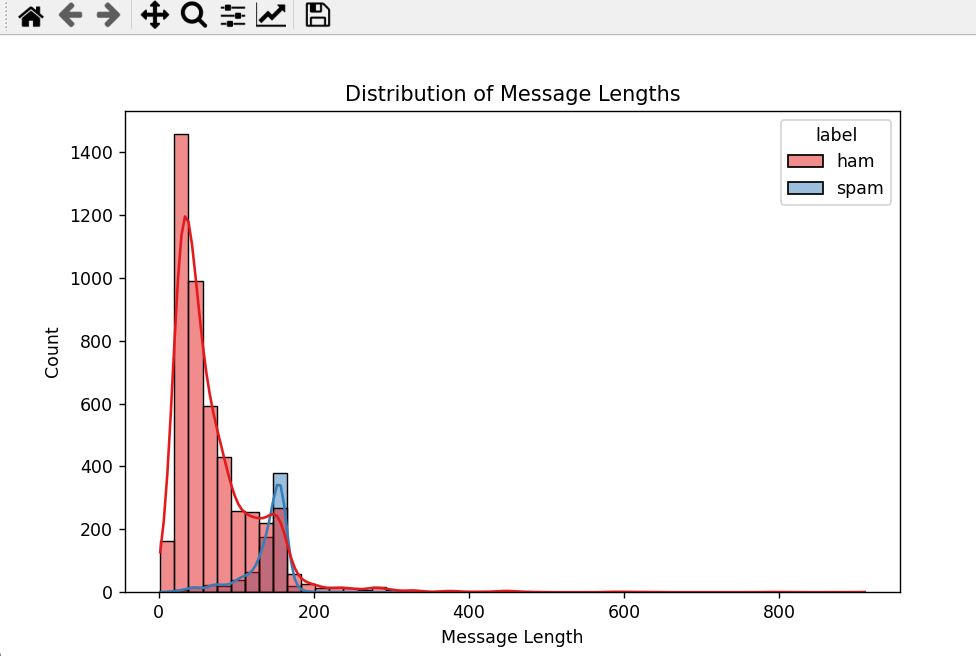 Distribution of Message Lengths
label
ham
spam
1400
1200
1000
800
600
400
200
0
Count
0 200 400 600 800
Message Length